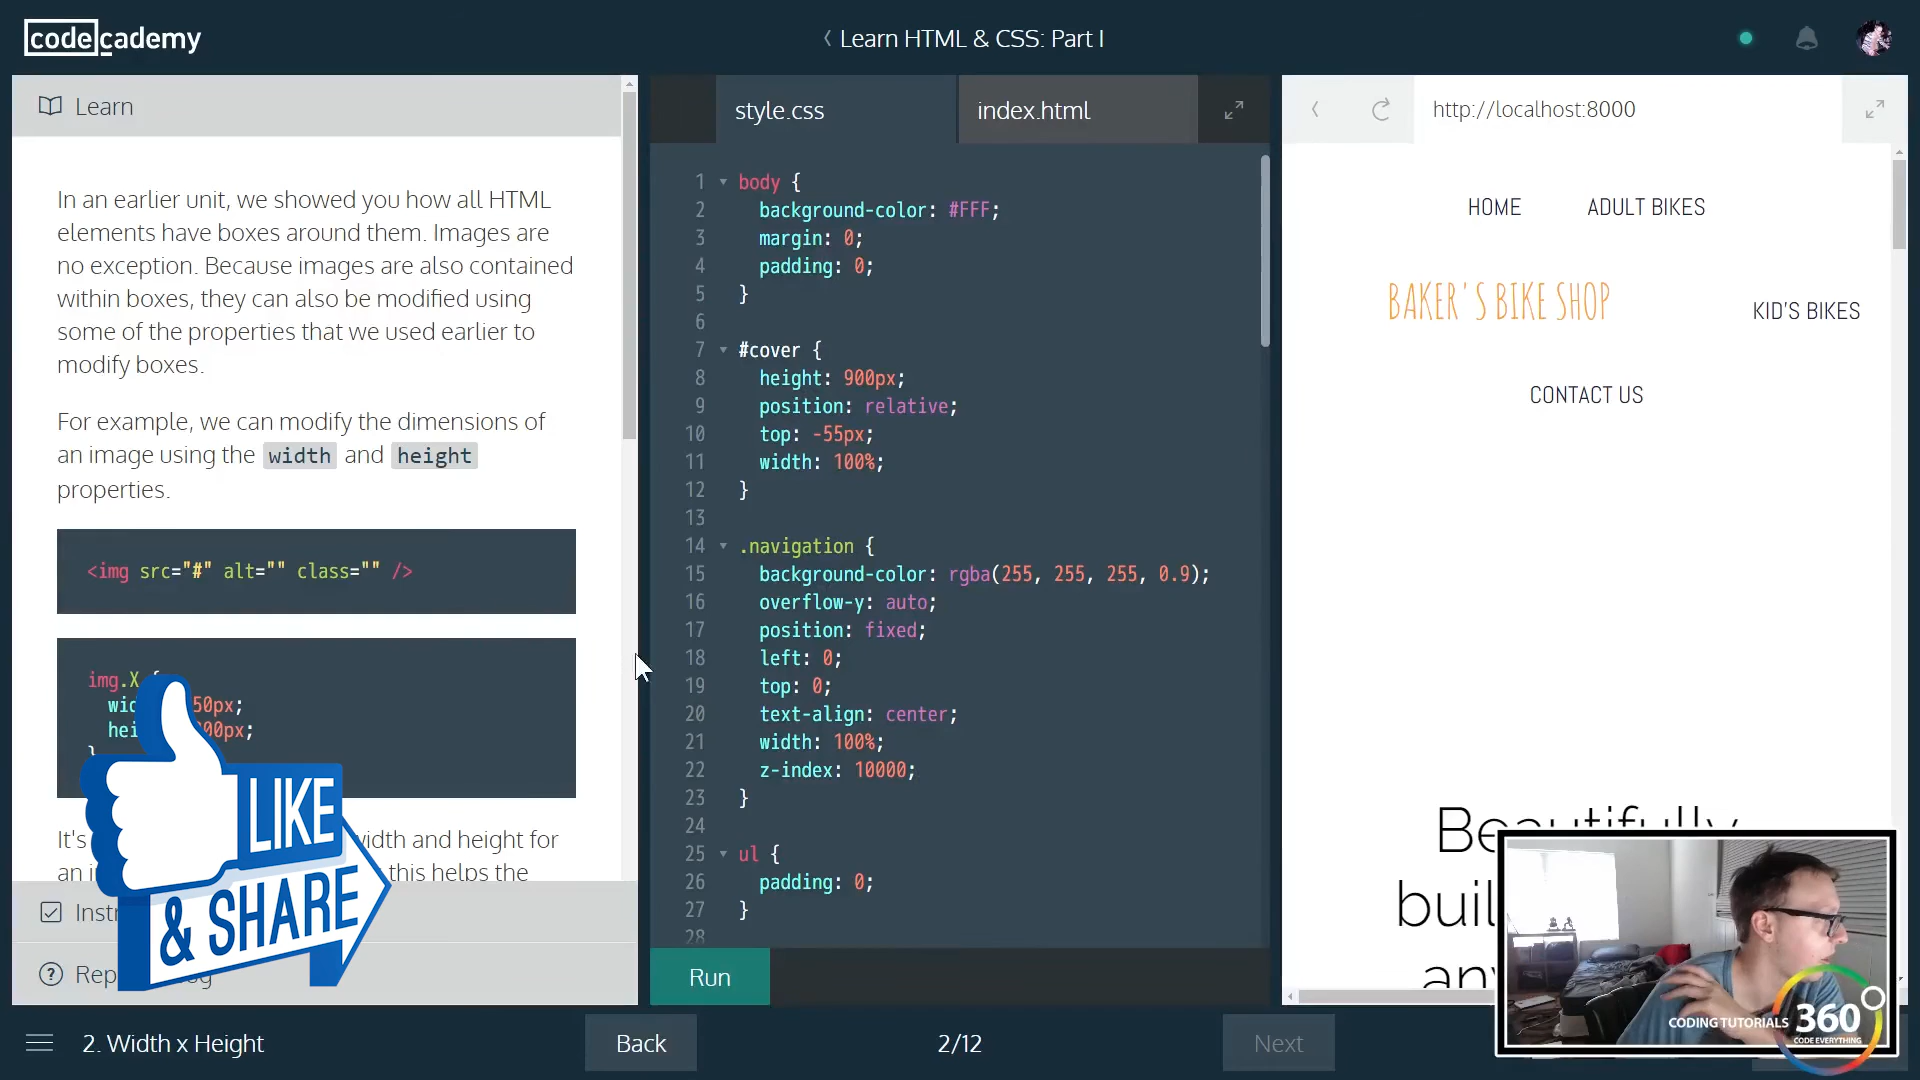 codecademy
Learn HTML & CSS: Part I
Learn
In an earlier unit, we showed you how all HTML
elements have boxes around them. Images are
no exception. Because images are also contained
within boxes, they can also be modified using
some of the properties that we used earlier to
modify boxes.
For example, we can modify the dimensions of
an image using the width and height
properties.
<img src="#" alt="" class="" />
img.X {
50px;
00px;
}
It's width and height for
this helps the
LIKE
& SHARE
style.css
index.html
1 body {
2 background-color: #FFF;
3 margin: 0;
4 padding: 0;
5 }
6
7 #cover {
8 height: 900px;
9 position: relative;
10 top: -55px;
11 width: 100%;
12 }
13
14 .navigation {
15 background-color: rgba(255, 255, 255, 0.9);
16 overflow-y: auto;
17 position: fixed;
18 left: 0;
19 top: 0;
20 text-align: center;
21 width: 100%;
22 z-index: 10000;
23 }
24
25 ul {
26 padding: 0;
27 }
28
Run
http://localhost:8000
HOME ADULT BIKES
BAKER'S BIKE SHOP KID'S BIKES
CONTACT US
Beautifully
CODING TUTORIALS 360°
CODE EVERYTHING
2. Width x Height
Back
2/12
Next